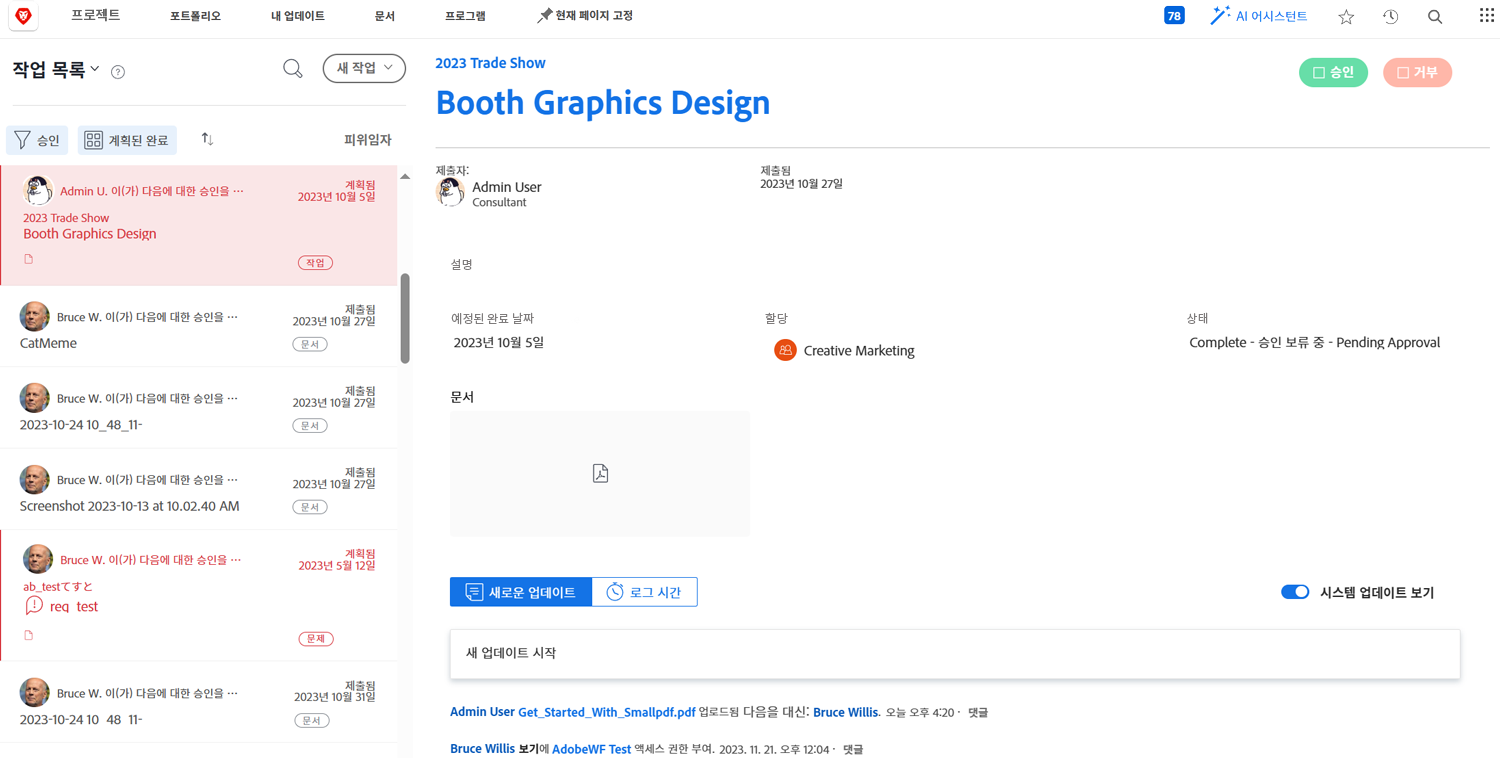 프로젝트 포트폴리오 내 업데이트 문서 프로그램 현재 페이지 고정 78 AI 어시스턴트
작업 목록 ? 새 작업
승인 계획된 완료 피위임자
Admin U. 이(가) 다음에 대한 승인을 ···
계획됨
2023년 10월 5일
2023 Trade Show
Booth Graphics Design
작업
Bruce W. 이(가) 다음에 대한 승인을 ···
제출됨
2023년 10월 27일
CatMeme
문서
Bruce W. 이(가) 다음에 대한 승인을 ···
제출됨
2023년 10월 27일
2023-10-24 10_48_11-
문서
Bruce W. 이(가) 다음에 대한 승인을 ···
제출됨
2023년 10월 27일
Screenshot 2023-10-13 at 10.02.40 AM
문서
Bruce W. 이(가) 다음에 대한 승인을 ···
계획됨
2023년 5월 12일
ab_testてすと
req test
문제
Bruce W. 이(가) 다음에 대한 승인을 ···
제출됨
2023년 10월 31일
2023-10-24 10 48 11-
문서
2023 Trade Show
Booth Graphics Design
승인 거부
제출자:
Admin User
Consultant
제출됨
2023년 10월 27일
설명
예정된 완료 날짜
2023년 10월 5일
할당
Creative Marketing
상태
Complete - 승인 보류 중 - Pending Approval
문서
새로운 업데이트 로그 시간 시스템 업데이트 보기
새 업데이트 시작
Admin User Get_Started_With_Smallpdf.pdf 업로드됨 다음을 대신: Bruce Willis. 오늘 오후 4:20 · 댓글
Bruce Willis 보기에 AdobeWF Test 액세스 권한 부여. 2023. 11. 21. 오후 12:04 · 댓글